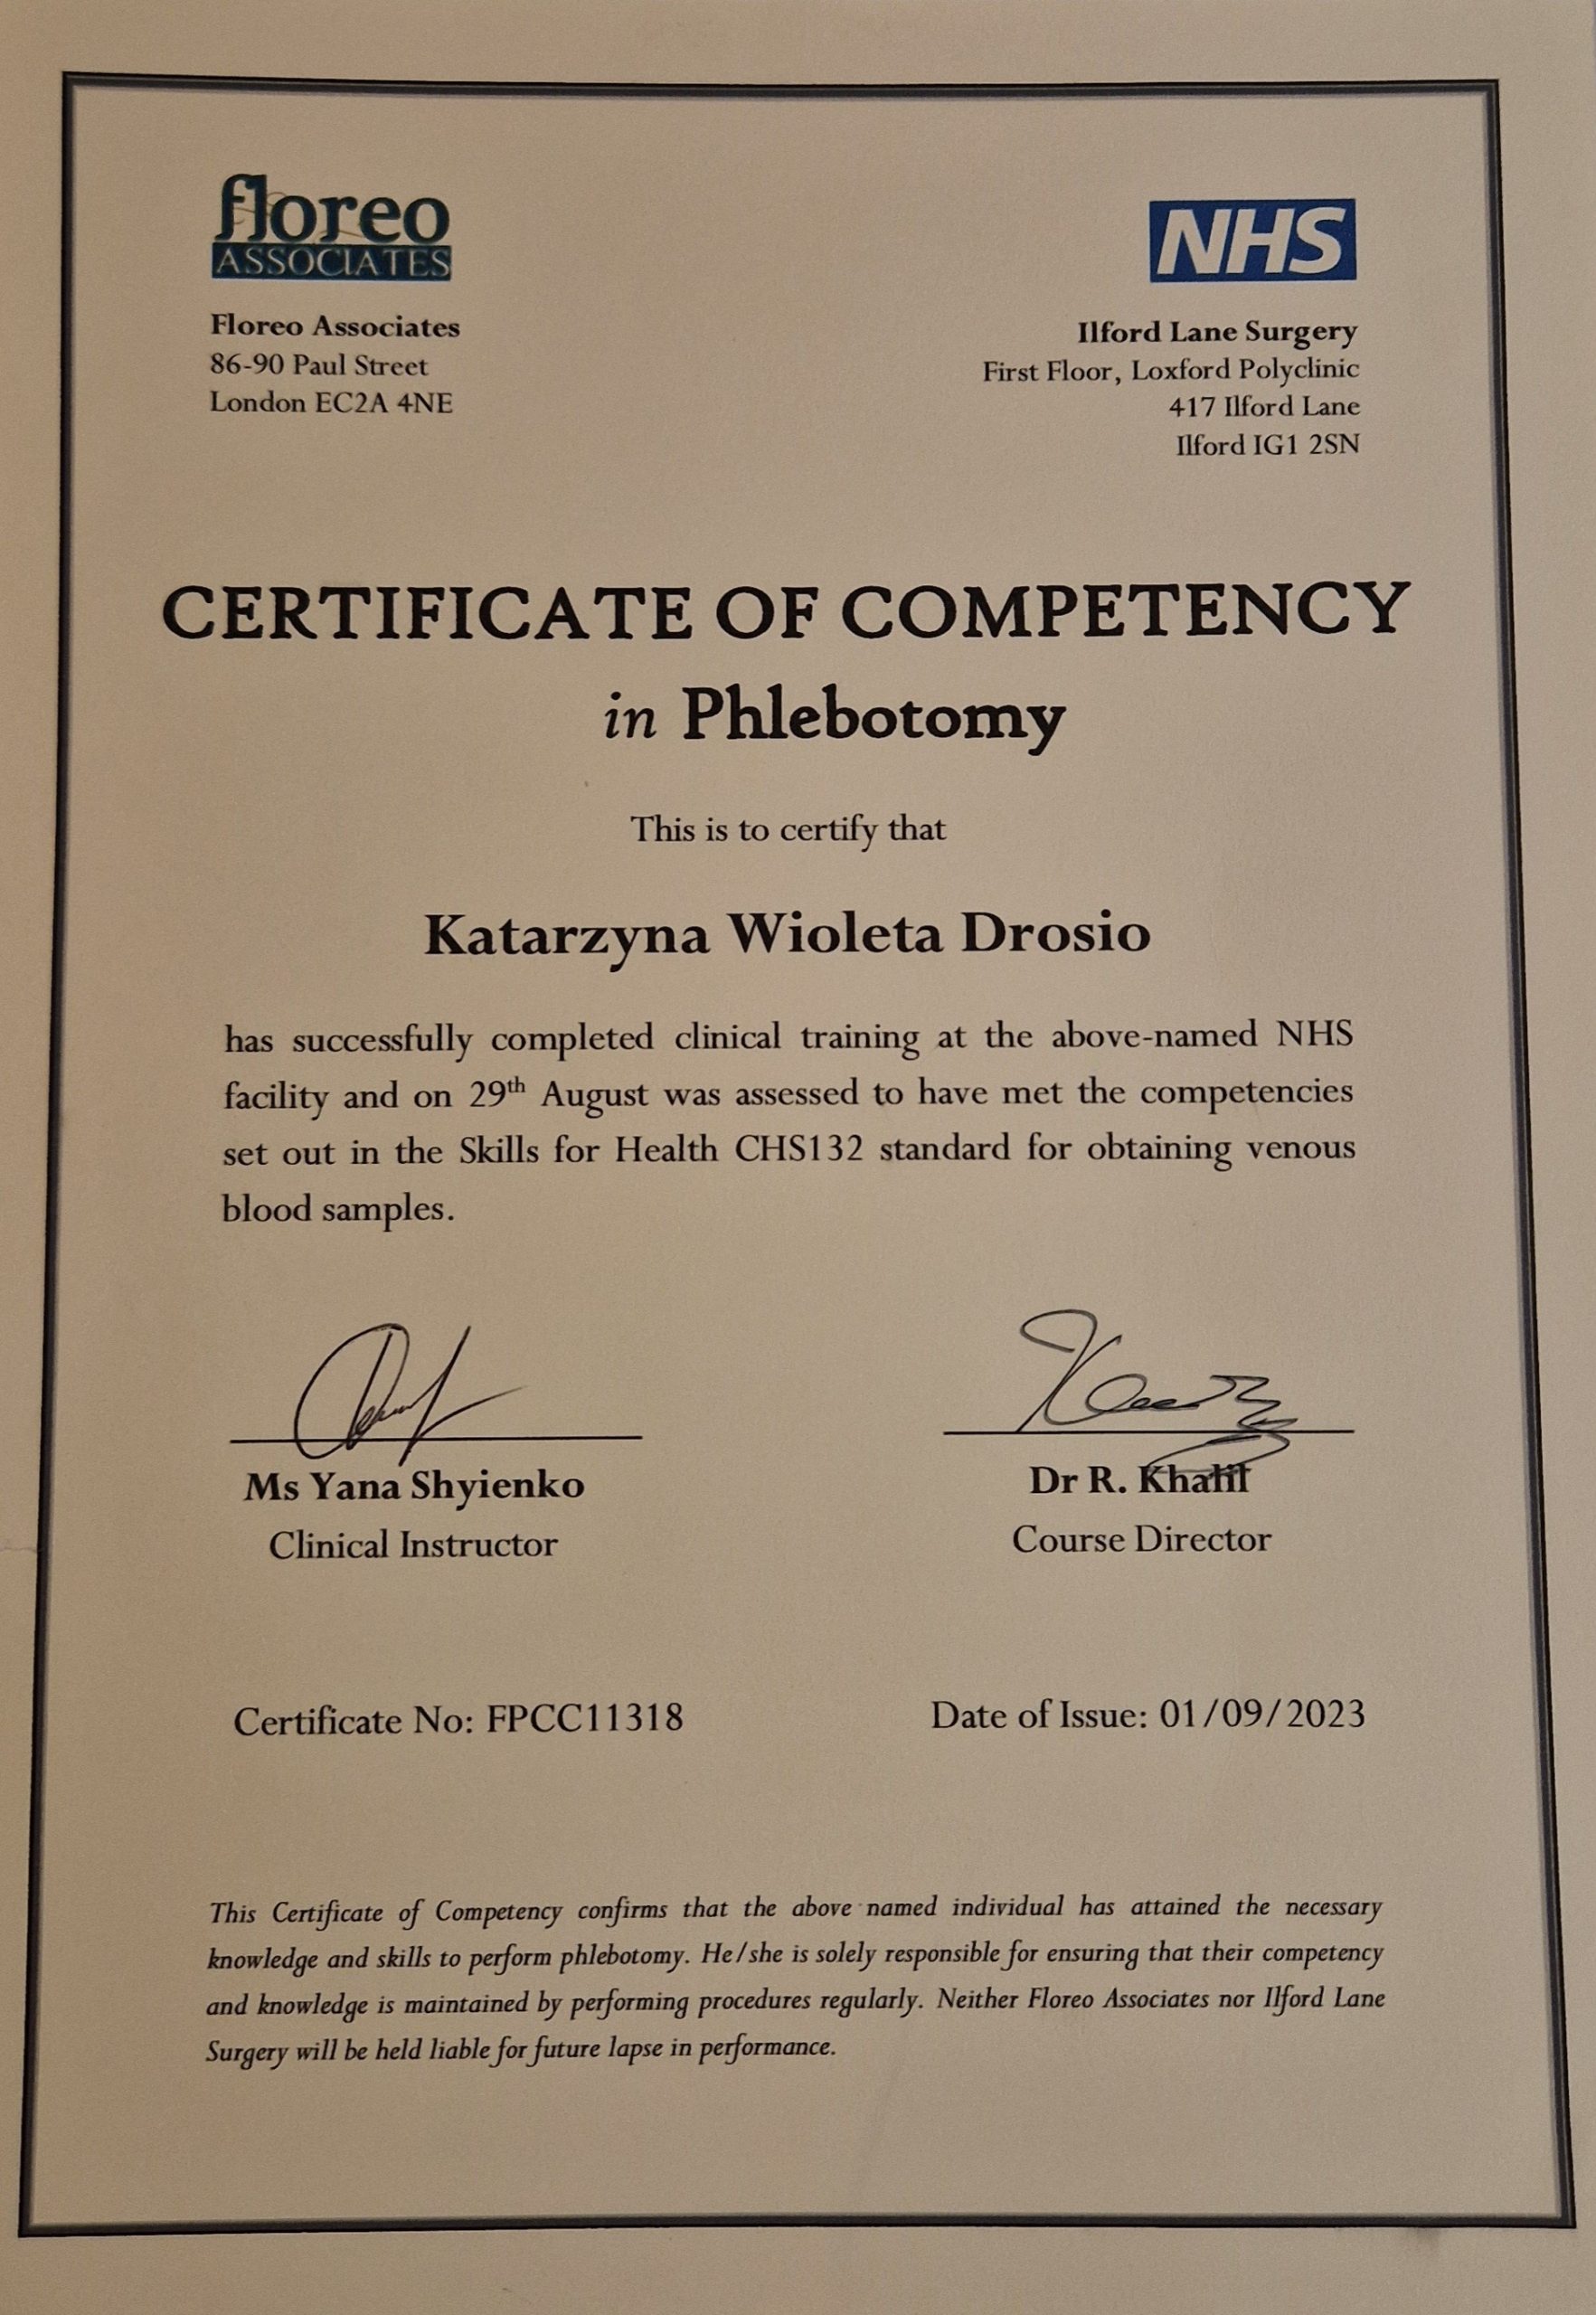 floreo
ASSOCIATES
Floreo Associates
86-90 Paul Street
London EC2A 4NE
NHS
Ilford Lane Surgery
First Floor, Loxford Polyclinic
417 Ilford Lane
Ilford IG1 2SN
CERTIFICATE OF COMPETENCY
in Phlebotomy
This is to certify that
Katarzyna Wioleta Drosio
has successfully completed clinical training at the above-named NHS
facility and on 29th August was assessed to have met the competencies
set out in the Skills for Health CHS132 standard for obtaining venous
blood samples.
Ms Yana Shyienko
Clinical Instructor
Dr R. Khalil
Course Director
Certificate No: FPCC11318
Date of Issue: 01/09/2023
This Certificate of Competency confirms that the above named individual has attained the necessary
knowledge and skills to perform phlebotomy. He/she is solely responsible for ensuring that their competency
and knowledge is maintained by performing procedures regularly. Neither Floreo Associates nor Ilford Lane
Surgery will be held liable for future lapse in performance.